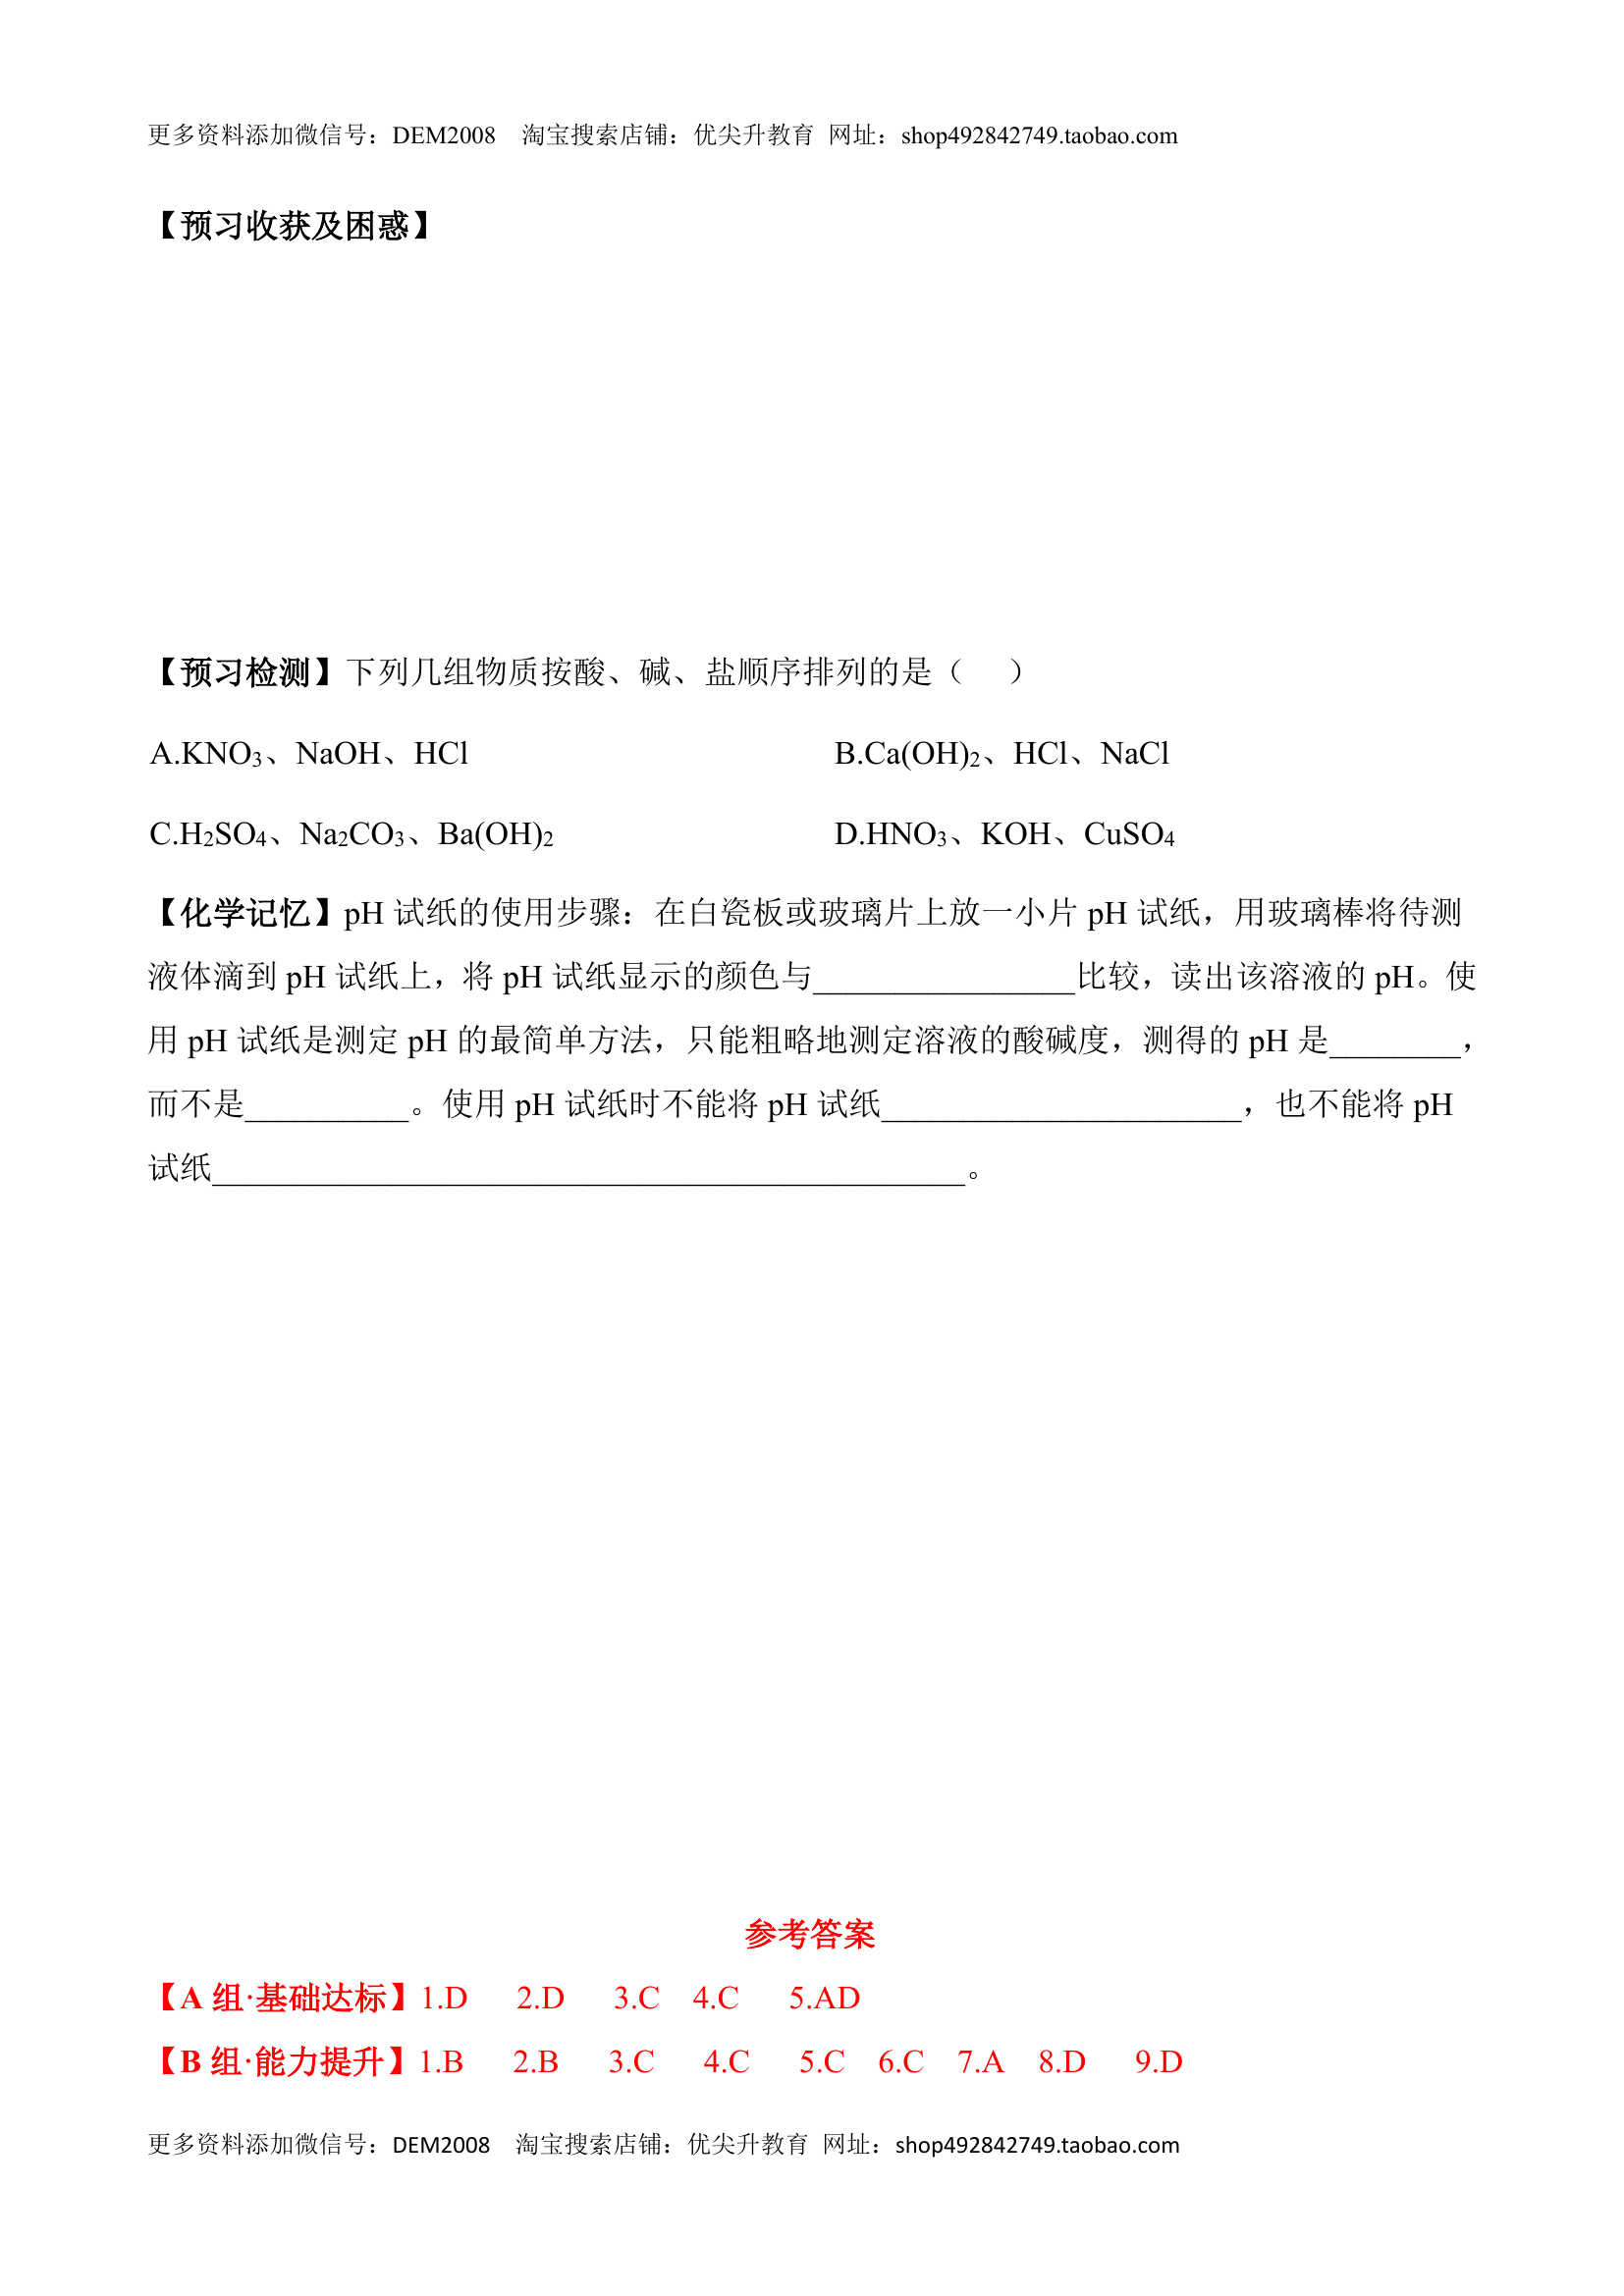 更多资料添加微信号：DEM2008 淘宝搜索店铺：优尖升教育 网址：shop492842749.taobao.com
【预习收获及困惑】
【预习检测】下列几组物质按酸、碱、盐顺序排列的是（ ）
A.KNO₃、NaOH、HCl B.Ca(OH)₂、HCl、NaCl
C.H₂SO₄、Na₂CO₃、Ba(OH)₂ D.HNO₃、KOH、CuSO₄
【化学记忆】pH 试纸的使用步骤：在白瓷板或玻璃片上放一小片 pH 试纸，用玻璃棒将待测
液体滴到 pH 试纸上，将 pH 试纸显示的颜色与________________比较，读出该溶液的 pH。使
用 pH 试纸是测定 pH 的最简单方法，只能粗略地测定溶液的酸碱度，测得的 pH 是________，
而不是__________。使用 pH 试纸时不能将 pH 试纸______________________，也不能将 pH
试纸______________________________________________。
参考答案
【A 组·基础达标】1.D 2.D 3.C 4.C 5.AD
【B 组·能力提升】1.B 2.B 3.C 4.C 5.C 6.C 7.A 8.D 9.D
更多资料添加微信号：DEM2008 淘宝搜索店铺：优尖升教育 网址：shop492842749.taobao.com